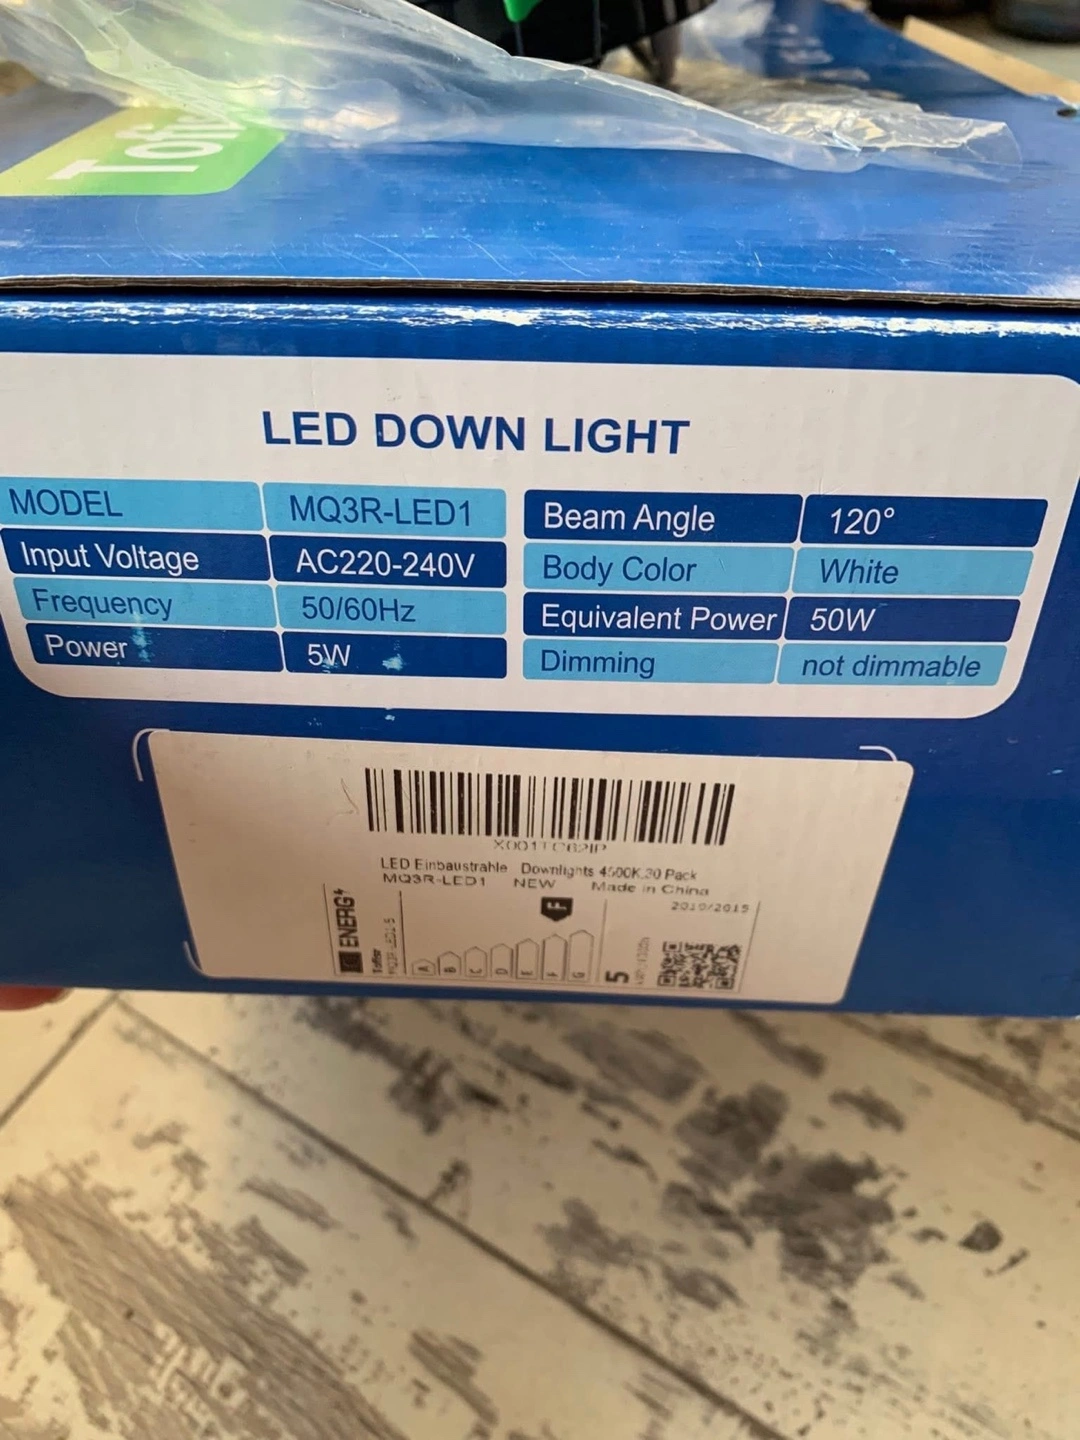 LED DOWN LIGHT
MODEL MQ3R-LED1
Input Voltage AC220-240V
Frequency 50/60Hz
Power 5W
Beam Angle 120°
Body Color White
Equivalent Power 50W
Dimming not dimmable
LED Einbaustrahle Downlights 4500K,30 Pack
MQ3R-LED1 NEW Made in China
2019/2015
ENERG
A
B
C
D
E
F
G
F
5